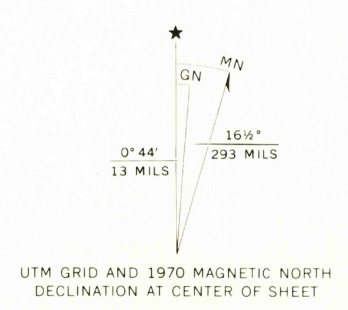 ★
MN
GN
16½°
293 MILS
0° 44′
13 MILS
UTM GRID AND 1970 MAGNETIC NORTH
DECLINATION AT CENTER OF SHEET